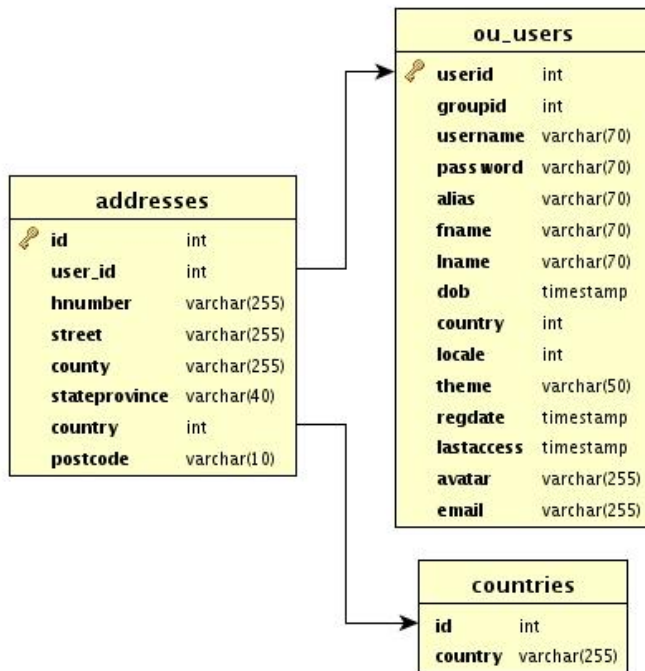 ou_users
userid int
groupid int
username varchar(70)
password varchar(70)
alias varchar(70)
fname varchar(70)
lname varchar(70)
dob timestamp
country int
locale int
theme varchar(50)
regdate timestamp
lastaccess timestamp
avatar varchar(255)
email varchar(255)
addresses
id int
user_id int
hnumber varchar(255)
street varchar(255)
county varchar(255)
stateprovince varchar(40)
country int
postcode varchar(10)
countries
id int
country varchar(255)